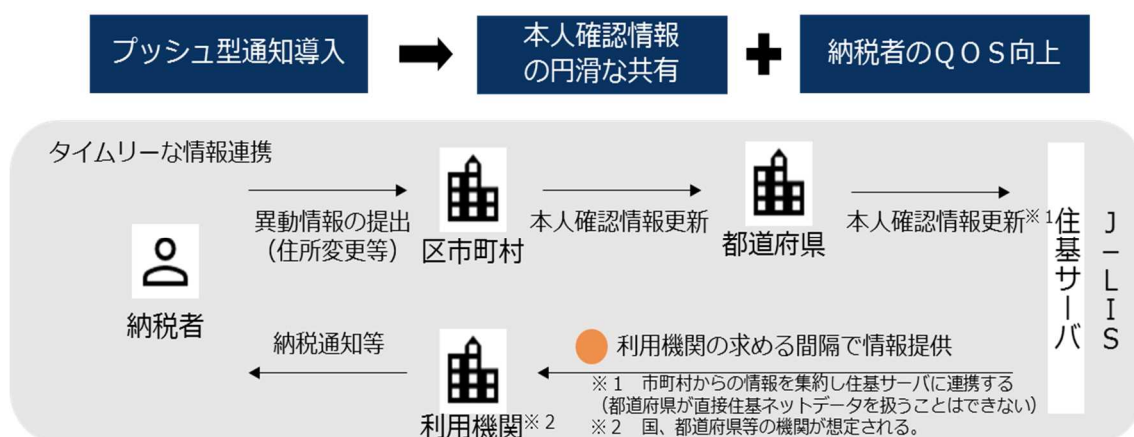 プッシュ型通知導入
本人確認情報
の円滑な共有
納税者のＱＯＳ向上
タイムリーな情報連携
異動情報の提出
（住所変更等）
区市町村
本人確認情報更新
都道府県
本人確認情報更新※１
住基サーバ
Ｊ－ＬＩＳ
納税者
納税通知等
利用機関※２
利用機関の求める間隔で情報提供
※１　市町村からの情報を集約し住基サーバに連携する
（都道府県が直接住基ネットデータを扱うことはできない）
※２　国、都道府県等の機関が想定される。